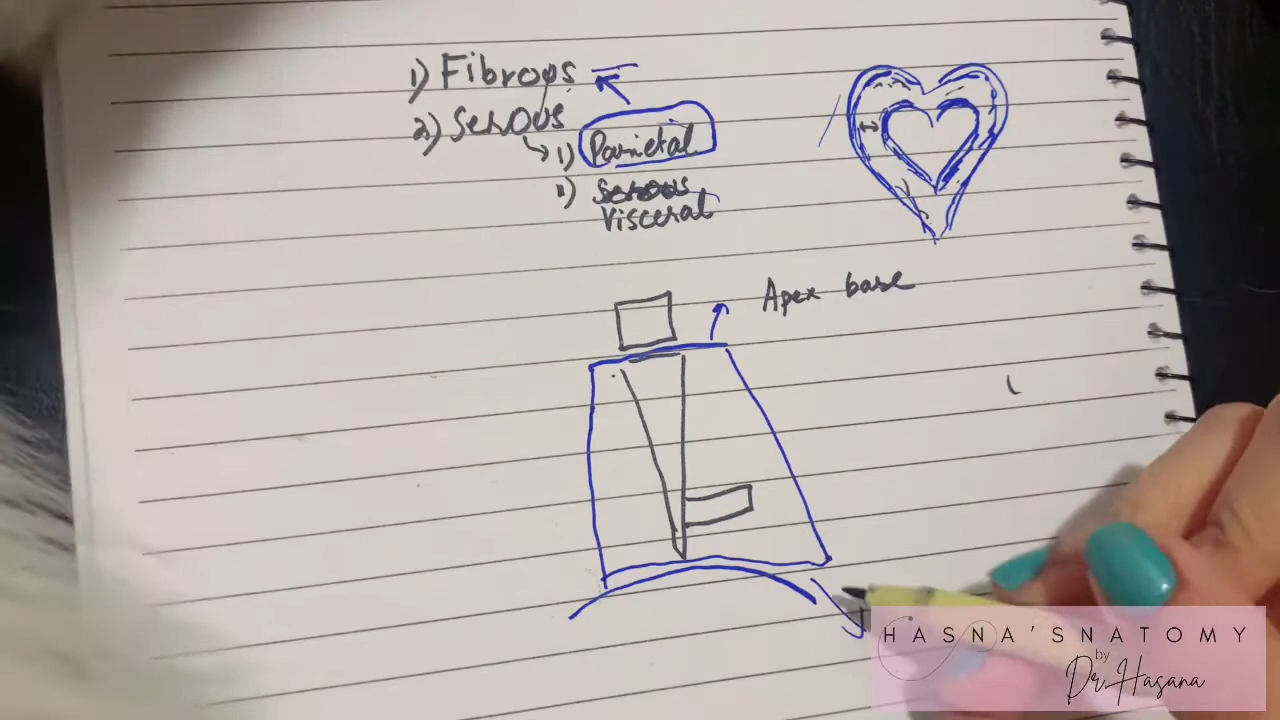 1) Fibrous
2) Serous
1) Parietal
2) Serous
Visceral
Apex base
HASNA'SNATOMY
by
Dr.Hasana